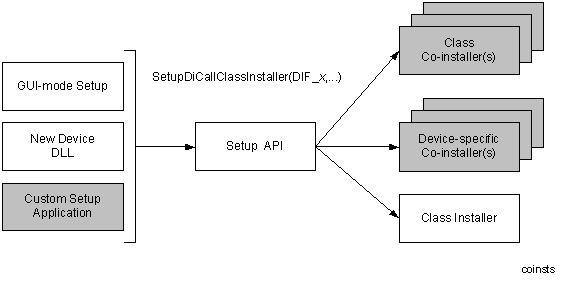 GUI-mode Setup
New Device
DLL
Custom Setup
Application
SetupDiCallClassInstaller(DIF_x,...)
Setup API
Class
Co-installer(s)
Device-specific
Co-installer(s)
Class Installer
coinsts